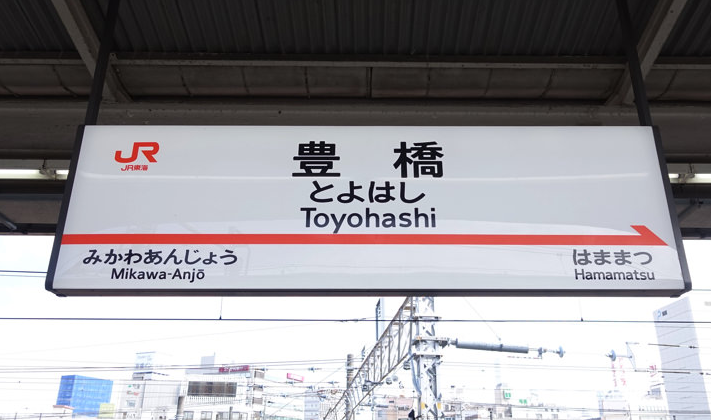 JR
JR東海
豊橋
とよはし
Toyohashi
みかわあんじょう
Mikawa-Anjō
はままつ
Hamamatsu